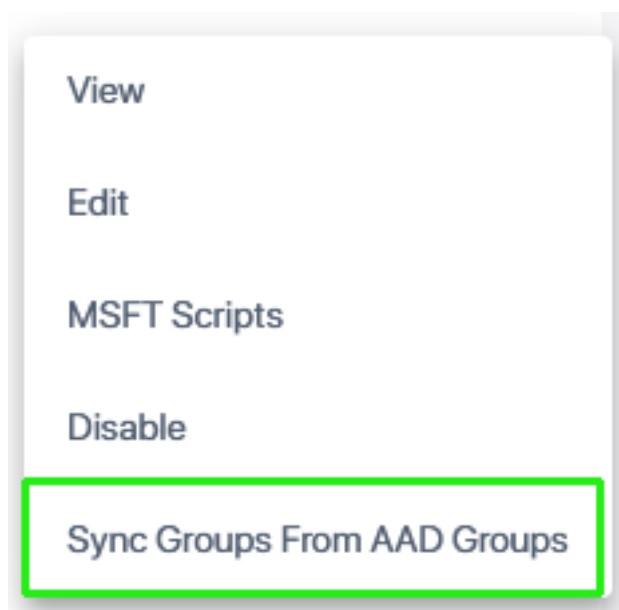 View
Edit
MSFT Scripts
Disable
Sync Groups From AAD Groups